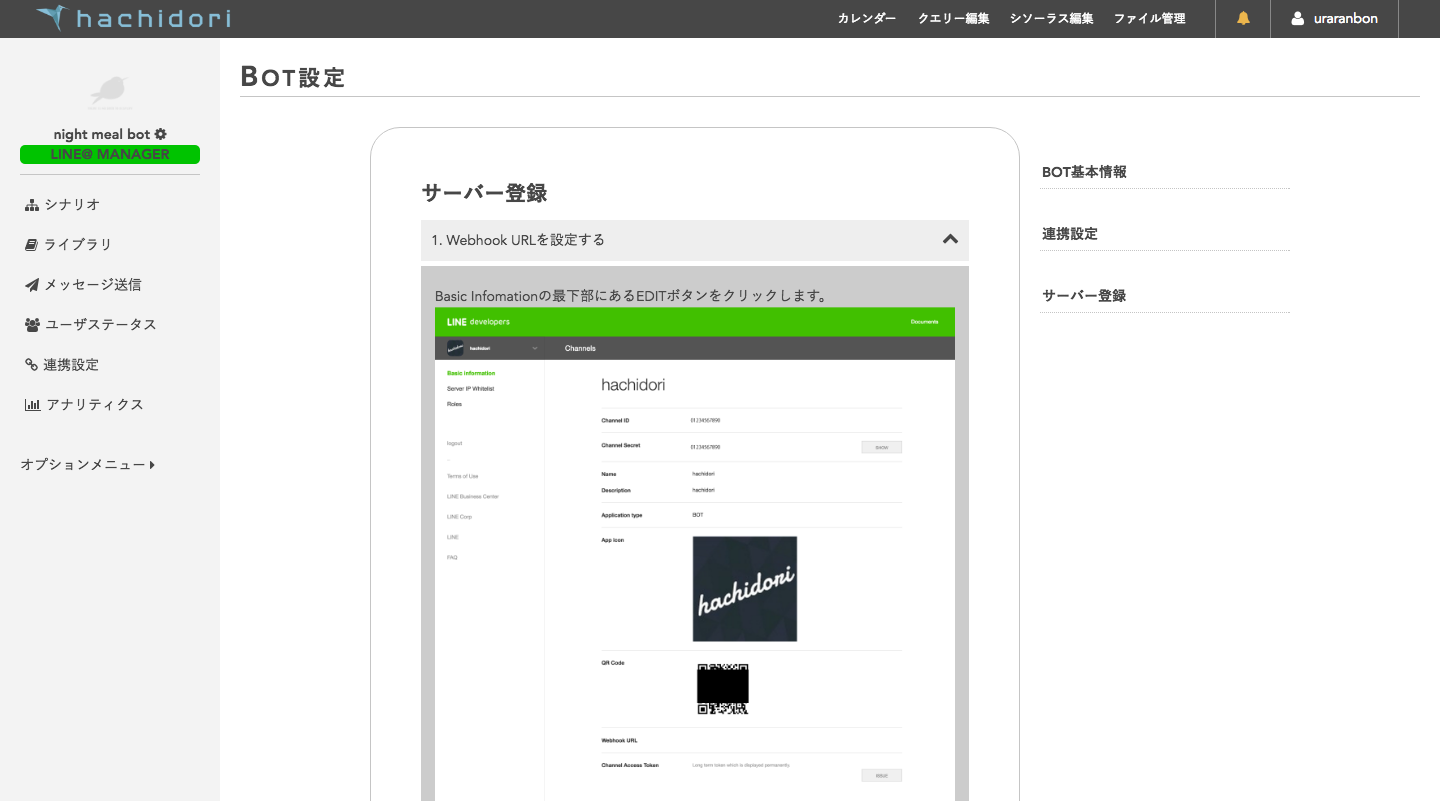 hachidori
カレンダー クエリー編集 シソーラス編集 ファイル管理 uraranbon
night meal bot
LINE@ MANAGER
シナリオ
ライブラリ
メッセージ送信
ユーザステータス
連携設定
アナリティクス
オプションメニュー
BOT設定
サーバー登録
1. Webhook URLを設定する
Basic Infomationの最下部にあるEDITボタンをクリックします。
LINE developers Documents
hachidori Channels
Basic information
Server IP Whitelist
Roles
logout
Terms of Use
LINE Business Center
LINE Corp
LINE
FAQ
hachidori
Channel ID 01234567890
Channel Secret 01234567890 SHOW
Name hachidori
Description hachidori
Application type BOT
App icon
hachidori
QR Code
Webhook URL
Channel Access Token Long term token which is displayed permanently.
ISSUE
BOT基本情報
連携設定
サーバー登録